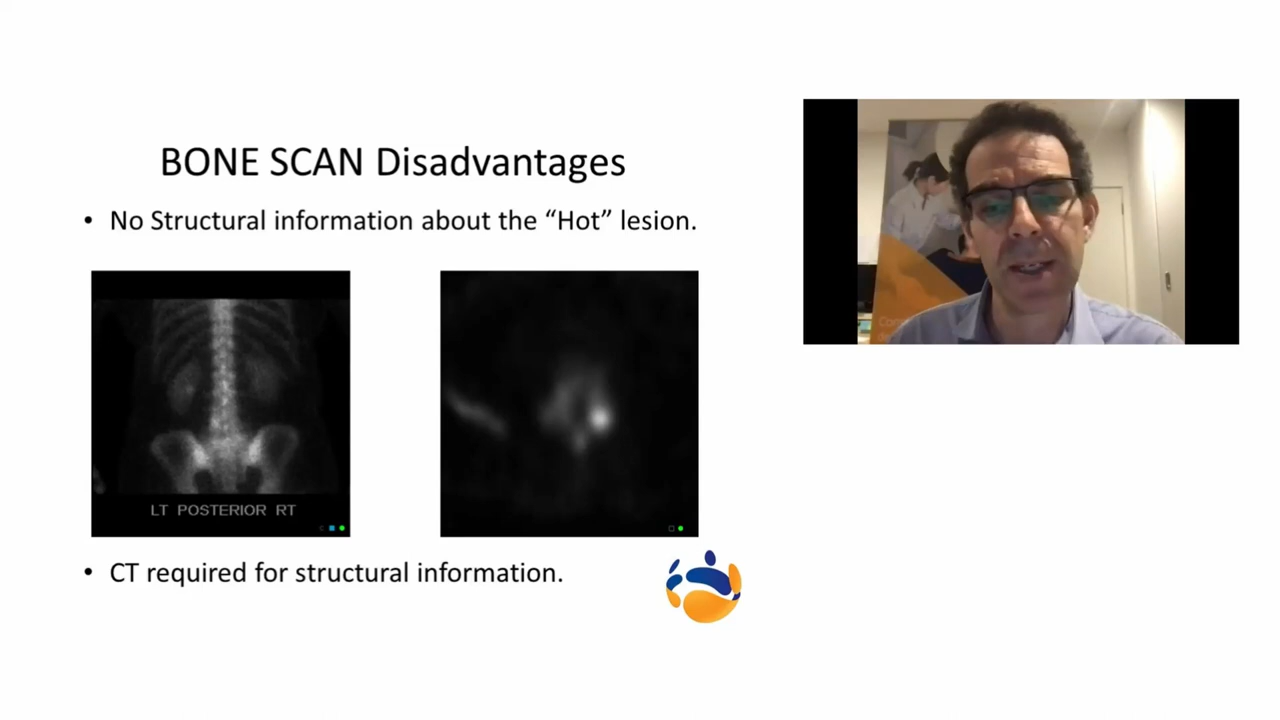 BONE SCAN Disadvantages
• No Structural information about the “Hot” lesion.
LT POSTERIOR RT
• CT required for structural information.